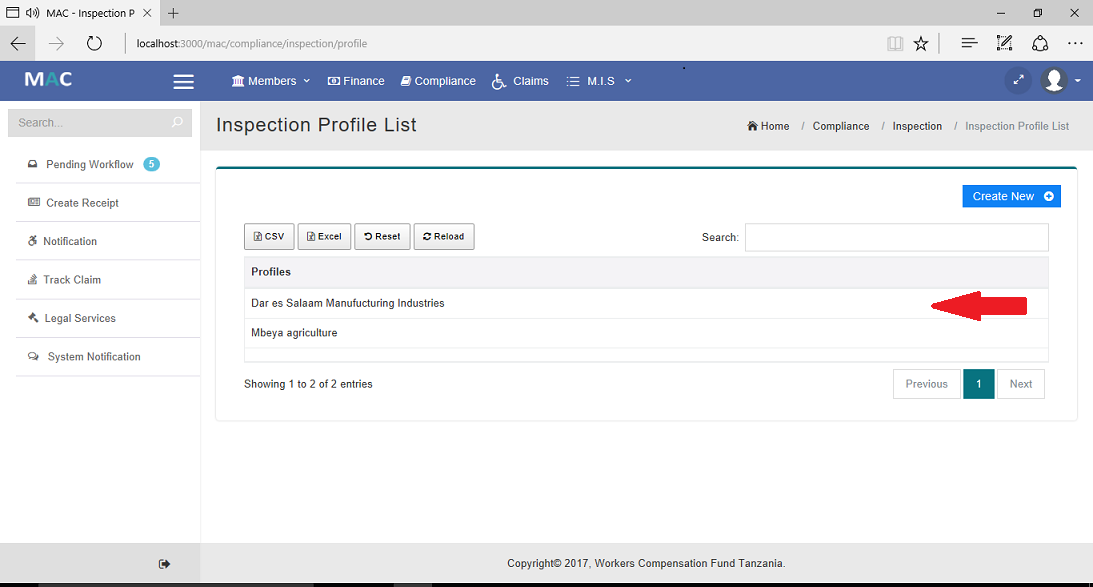 MAC - Inspection P
localhost:3000/mac/compliance/inspection/profile
MAC
Members
Finance
Compliance
Claims
M.I.S
Search...
Inspection Profile List
Home / Compliance / Inspection / Inspection Profile List
Pending Workflow 5
Create Receipt
Notification
Track Claim
Legal Services
System Notification
Create New
CSV
Excel
Reset
Reload
Search:
Profiles
Dar es Salaam Manufucturing Industries
Mbeya agriculture
Showing 1 to 2 of 2 entries
Previous 1 Next
Copyright© 2017, Workers Compensation Fund Tanzania.